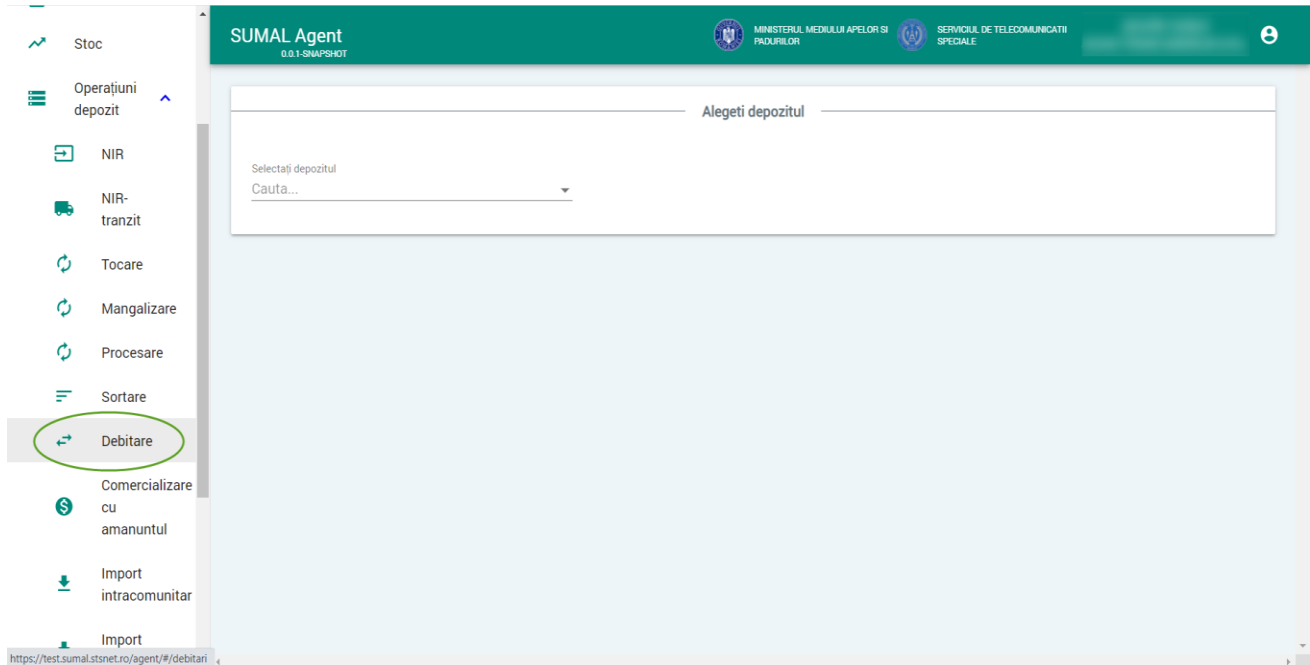 Stoc
Operațiuni
depozit
NIR
NIR-
tranzit
Tocare
Mangalizare
Procesare
Sortare
Debitare
Comercializare
cu
amanuntul
Import
intracomunitar
Import
https://test.sumal.stsnet.ro/agent/#/debitari
SUMAL Agent
0.0.1-SNAPSHOT
MINISTERUL MEDIULUI APELOR SI
PADURILOR
SERVICIUL DE TELECOMUNICATII
SPECIALE
Alegeti depozitul
Selectați depozitul
Cauta...